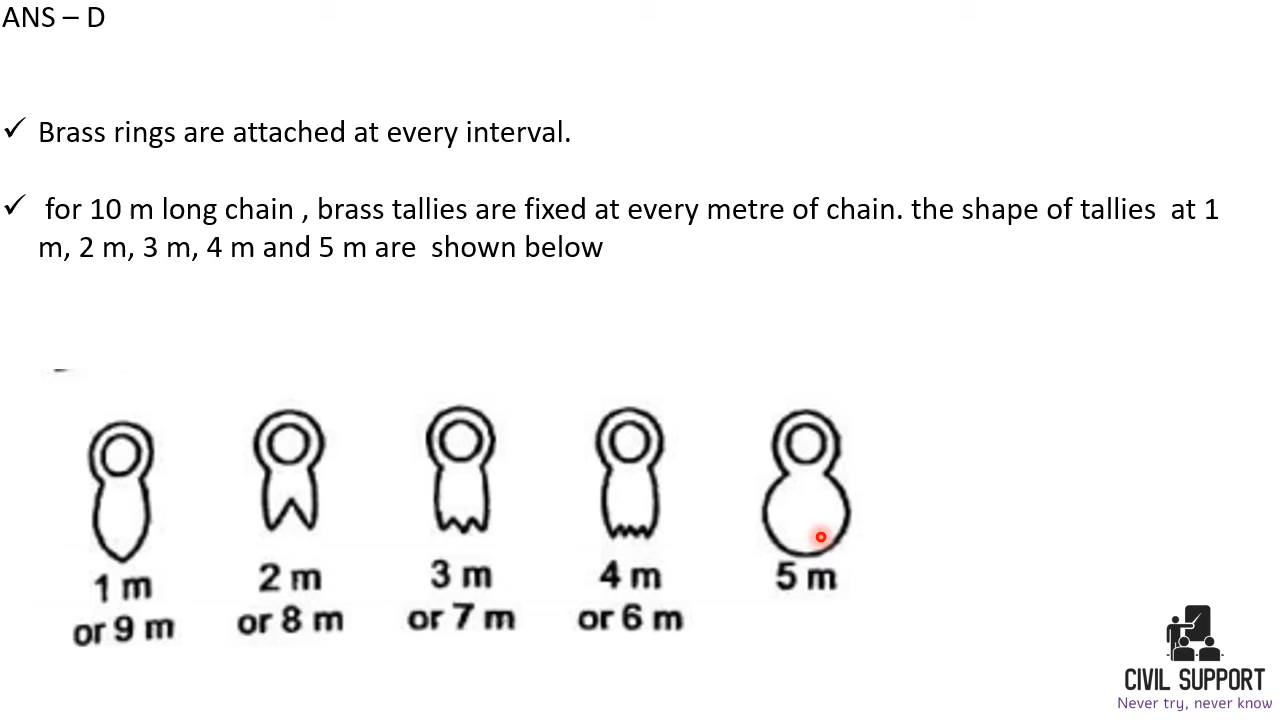 ANS – D
✓ Brass rings are attached at every interval.
✓ for 10 m long chain , brass tallies are fixed at every metre of chain. the shape of tallies at 1
m, 2 m, 3 m, 4 m and 5 m are shown below
1 m
or 9 m
2 m
or 8 m
3 m
or 7 m
4 m
or 6 m
5 m
CIVIL SUPPORT
Never try, never know